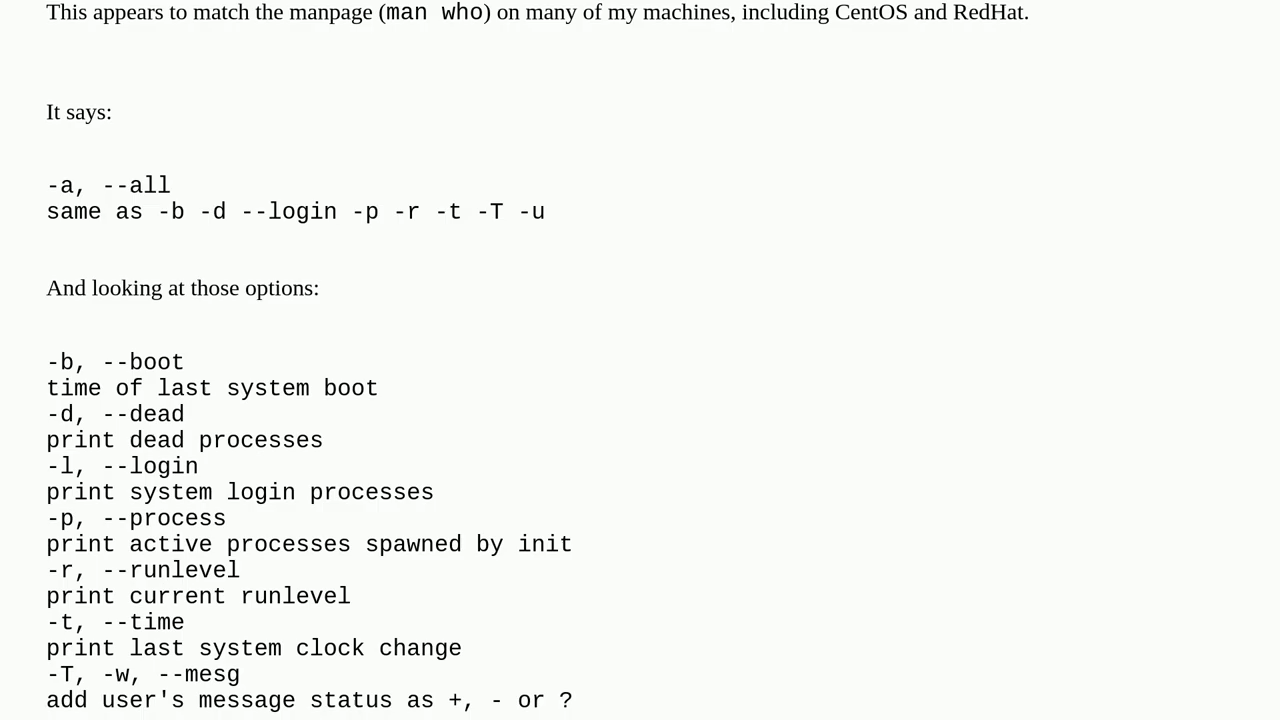 This appears to match the manpage (man who) on many of my machines, including CentOS and RedHat.
It says:
-a, --all
same as -b -d --login -p -r -t -T -u
And looking at those options:
-b, --boot
time of last system boot
-d, --dead
print dead processes
-l, --login
print system login processes
-p, --process
print active processes spawned by init
-r, --runlevel
print current runlevel
-t, --time
print last system clock change
-T, -w, --mesg
add user's message status as +, - or ?